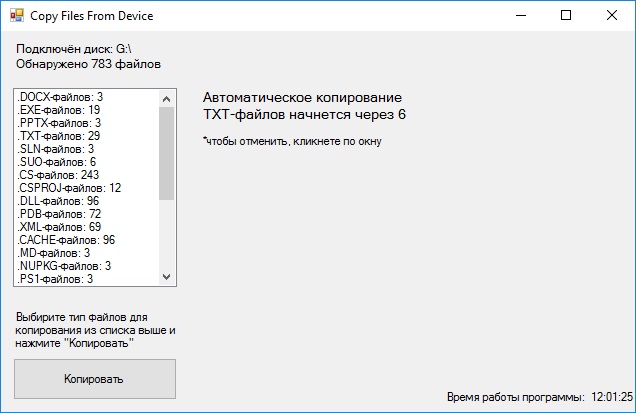 Copy Files From Device
Подключён диск: G:\
Обнаружено 783 файлов
.DOCX-файлов: 3
.EXE-файлов: 19
.PPTX-файлов: 3
.TXT-файлов: 29
.SLN-файлов: 3
.SUO-файлов: 6
.CS-файлов: 243
.CSPROJ-файлов: 12
.DLL-файлов: 96
.PDB-файлов: 72
.XML-файлов: 69
.CACHE-файлов: 96
.MD-файлов: 3
.NUPKG-файлов: 3
.PS1-файлов: 3
Автоматическое копирование
TXT-файлов начнется через 6
*чтобы отменить, кликнете по окну
Выбирите тип файлов для
копирования из списка выше и
нажмите "Копировать"
Копировать
Время работы программы: 12:01:25